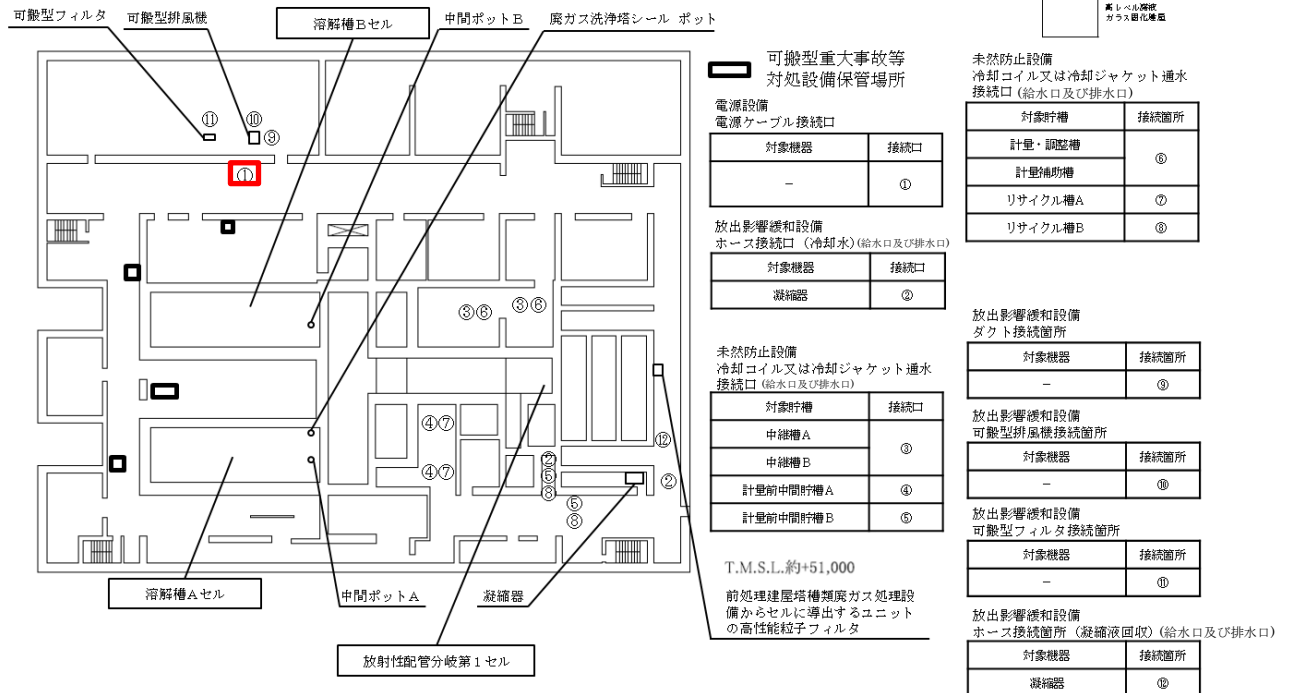 可搬型フィルタ
可搬型排風機
溶解槽Bセル
中間ポットB
廃ガス洗浄塔シール ポット
高レベル廃液
ガラス固化建屋
⑪
⑩
⑨
①
③⑥
③⑥
④⑦
④⑦
②
⑤
⑧
⑤
⑧
⑫
②
溶解槽Aセル
中間ポットA
凝縮器
放射性配管分岐第1セル
可搬型重大事故等
対処設備保管場所
電源設備
電源ケーブル接続口
対象機器 接続口
－ ①
放出影響緩和設備
ホース接続口 (冷却水)(給水口及び排水口)
対象機器 接続口
凝縮器 ②
未然防止設備
冷却コイル又は冷却ジャケット通水
接続口 (給水口及び排水口)
対象貯槽 接続口
中継槽A ③
中継槽B
計量前中間貯槽A ④
計量前中間貯槽B ⑤
T.M.S.L.約+51,000
前処理建屋塔槽類廃ガス処理設
備からセルに導出するユニット
の高性能粒子フィルタ
未然防止設備
冷却コイル又は冷却ジャケット通水
接続口 (給水口及び排水口)
対象貯槽 接続箇所
計量・調整槽 ⑥
計量補助槽
リサイクル槽A ⑦
リサイクル槽B ⑧
放出影響緩和設備
ダクト接続箇所
対象機器 接続箇所
－ ⑨
放出影響緩和設備
可搬型排風機接続箇所
対象機器 接続箇所
－ ⑩
放出影響緩和設備
可搬型フィルタ接続箇所
対象機器 接続箇所
－ ⑪
放出影響緩和設備
ホース接続箇所 (凝縮液回収) (給水口及び排水口)
対象機器 接続箇所
凝縮器 ⑫